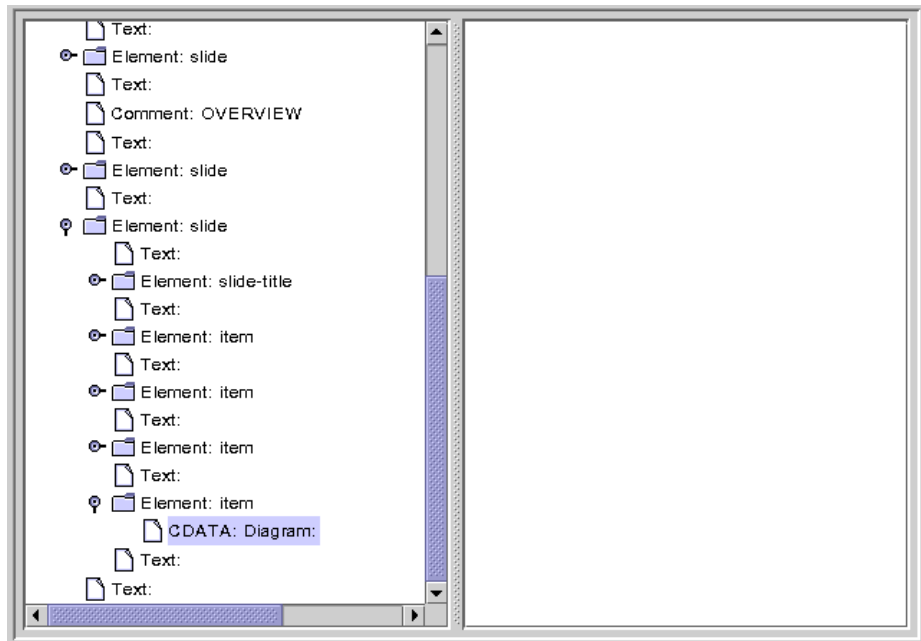 Text:
Element: slide
Text:
Comment: OVERVIEW
Text:
Element: slide
Text:
Element: slide
Text:
Element: slide-title
Text:
Element: item
Text:
Element: item
Text:
Element: item
Text:
Element: item
CDATA: Diagram:
Text:
Text: